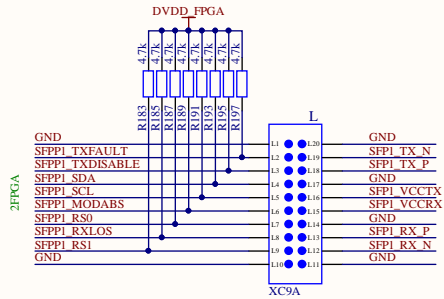 DVDD_FPGA
4.7k 4.7k 4.7k 4.7k 4.7k 4.7k 4.7k 4.7k
R183 R185 R187 R189 R191 R193 R195 R197
L
GND L1 L20 GND
SFPP1_TXFAULT L2 L19 SFP1_TX_N
SFPP1_TXDISABLE L3 L18 SFP1_TX_P
SFPP1_SDA L4 L17 GND
SFPP1_SCL L5 L16 SFP1_VCCTX
SFPP1_MODABS L6 L15 SFP1_VCCRX
SFPP1_RS0 L7 L14 GND
SFPP1_RXLOS L8 L13 SFP1_RX_P
SFPP1_RS1 L9 L12 SFP1_RX_N
GND L10 L11 GND
2FPGA
XC9A